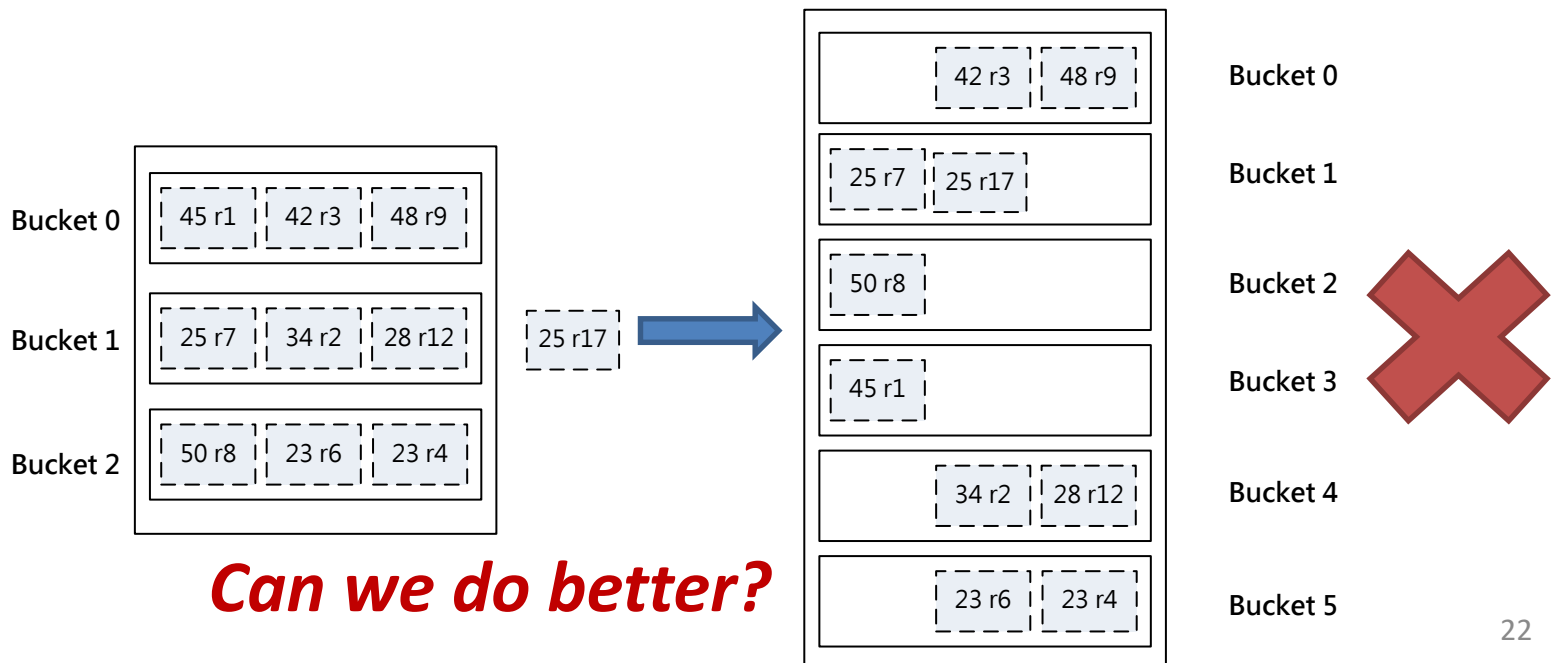 Bucket 0
45 r1
42 r3
48 r9
Bucket 1
25 r7
34 r2
28 r12
Bucket 2
50 r8
23 r6
23 r4
25 r17
42 r3
48 r9
Bucket 0
25 r7
25 r17
Bucket 1
50 r8
Bucket 2
45 r1
Bucket 3
34 r2
28 r12
Bucket 4
23 r6
23 r4
Bucket 5
Can we do better?
22